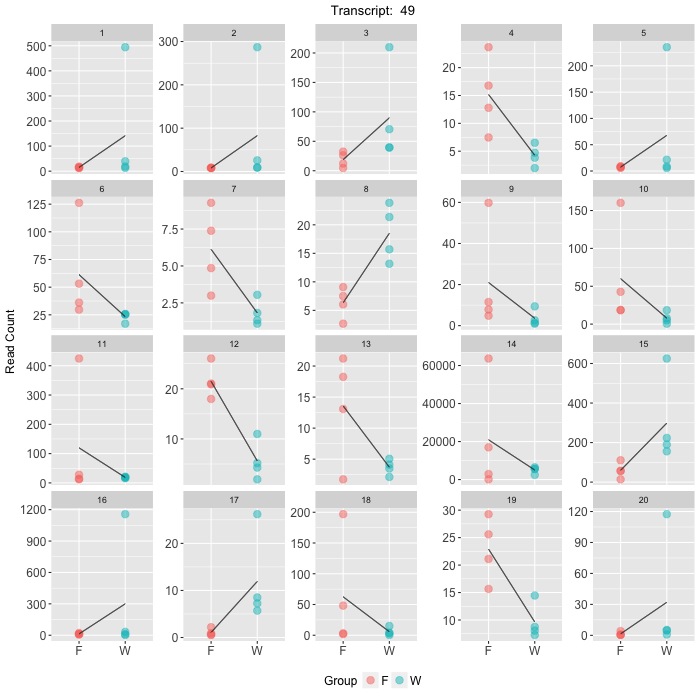 Transcript: 49
1 2 3 4 5
500 400 300 200 100 0
300 200 100 0
200 150 100 50 0
20 15 10 5
200 150 100 50 0
6 7 8 9 10
125 100 75 50 25
7.5 5.0 2.5
20 15 10 5
60 40 20 0
150 100 50 0
Read Count
11 12 13 14 15
400 300 200 100 0
20 10
20 15 10 5
60000 40000 20000 0
600 400 200 0
16 17 18 19 20
1200 900 600 300 0
20 10 0
200 150 100 50 0
30 25 20 15 10
120 90 60 30 0
F W F W F W F W F W
Group F W